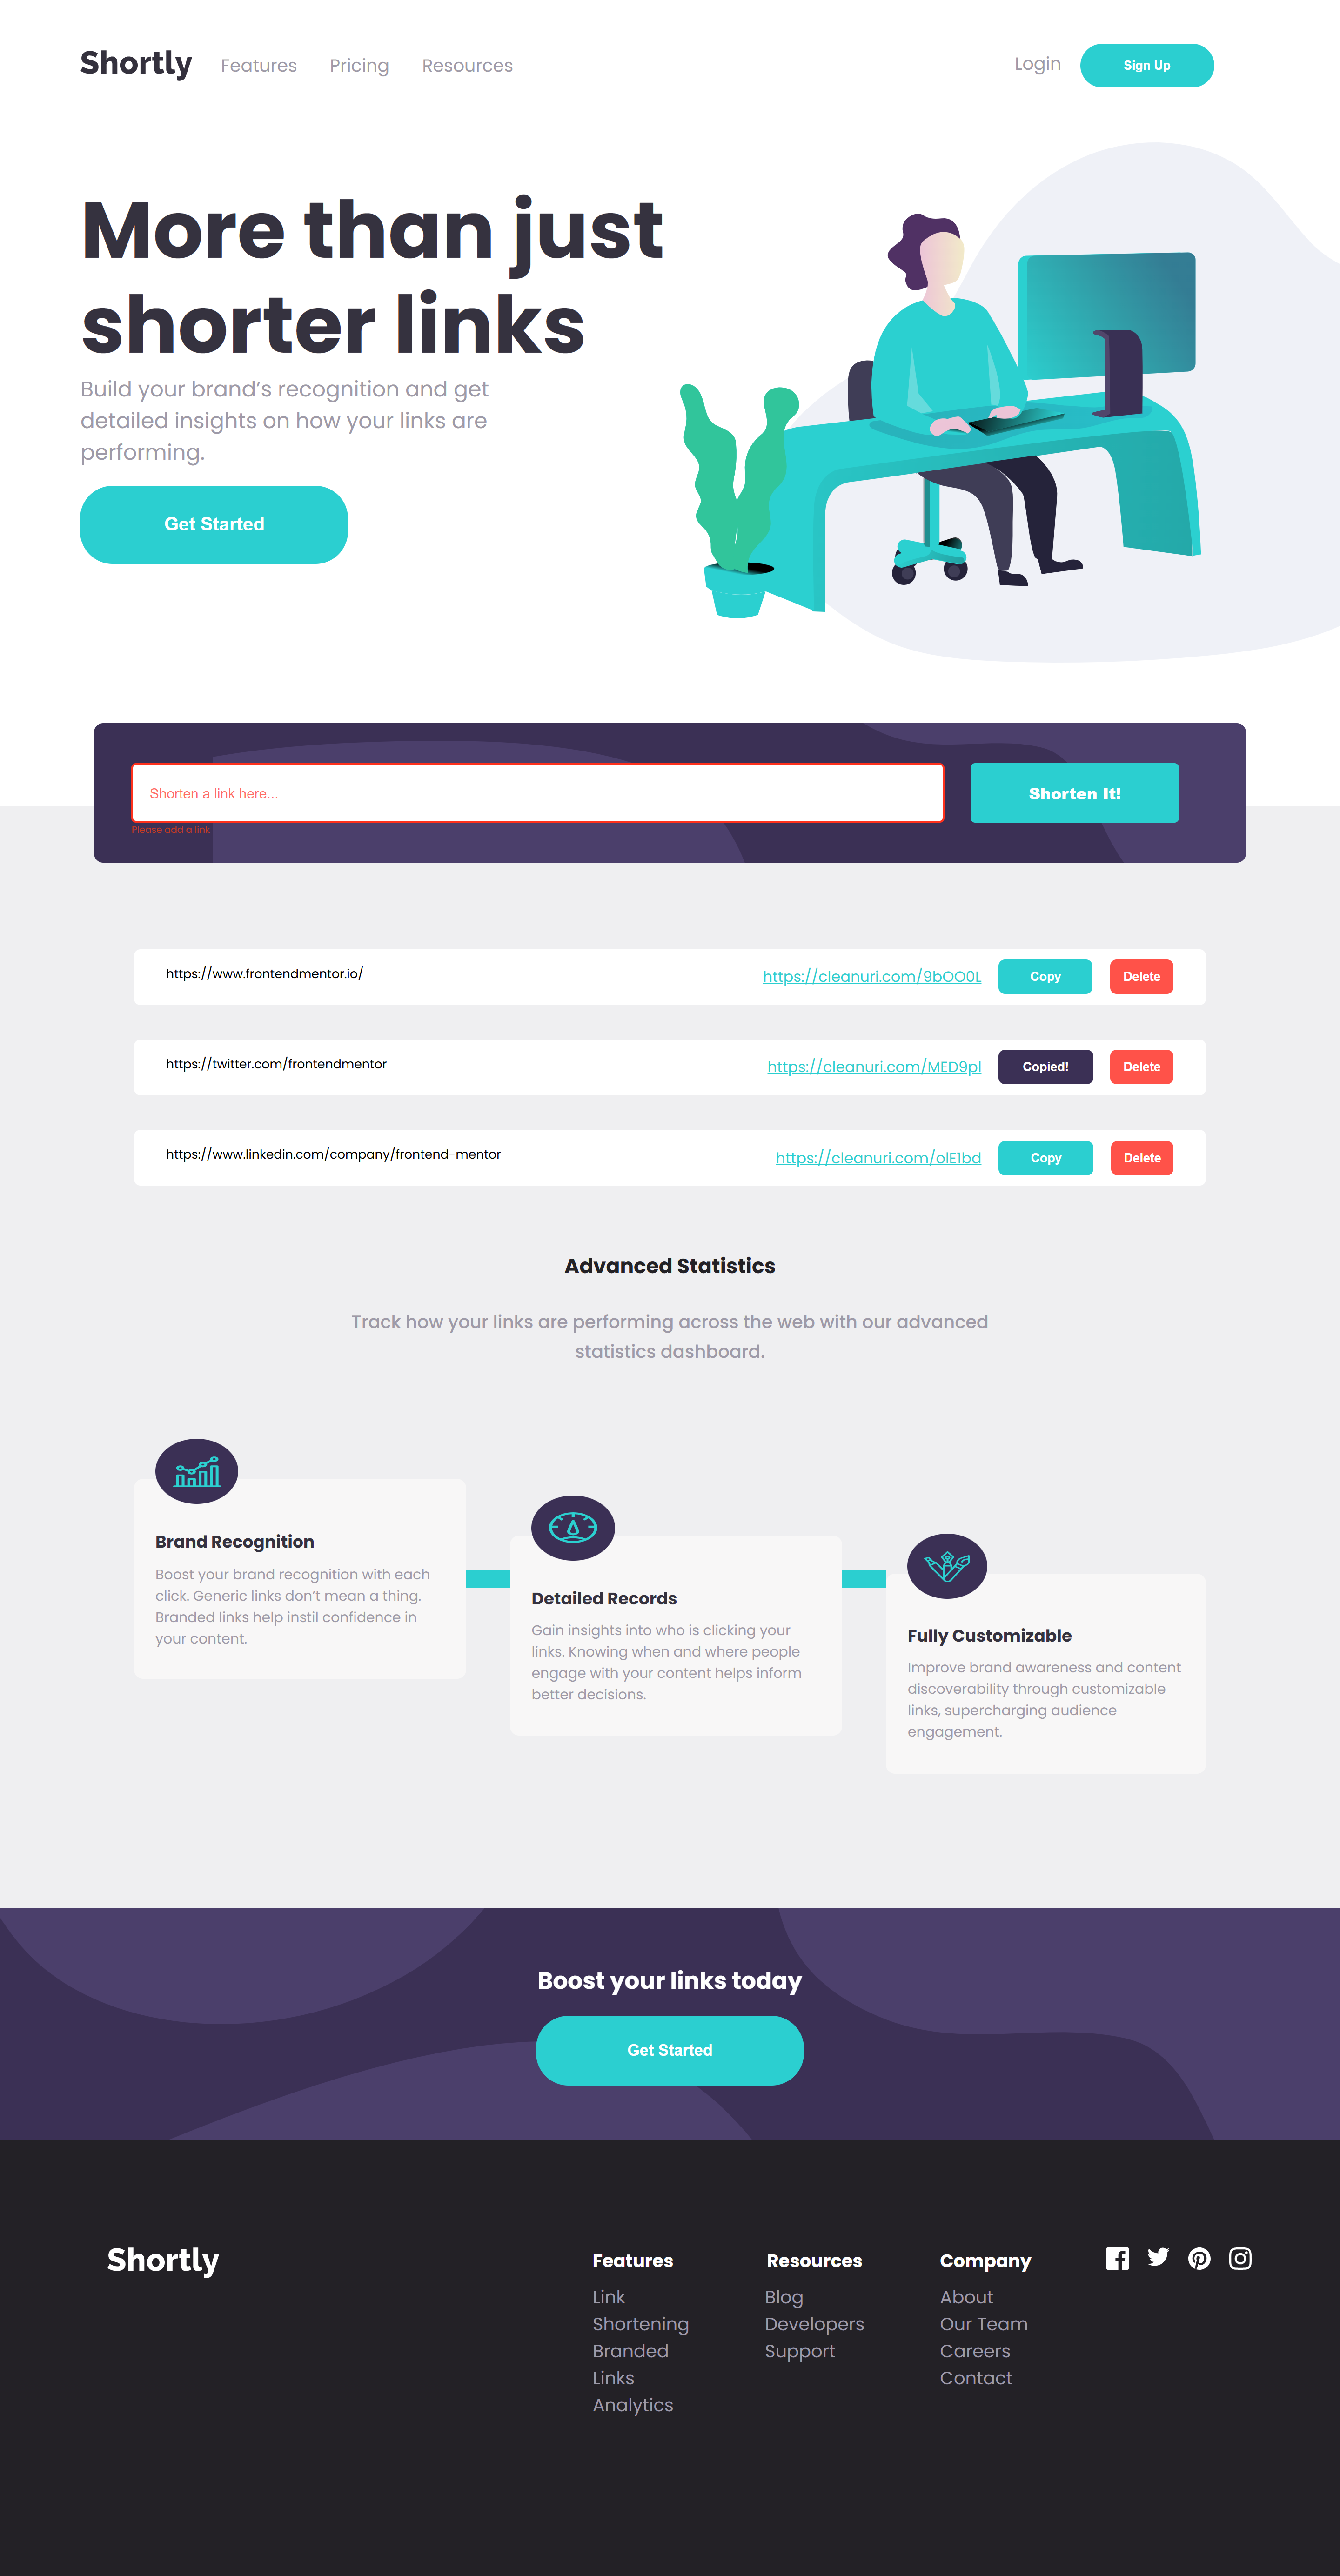 Shortly
Features
Pricing
Resources
Login
Sign Up
More than just
shorter links
Build your brand’s recognition and get
detailed insights on how your links are
performing.
Get Started
Shorten a link here...
Shorten It!
Please add a link
https://www.frontendmentor.io/
https://cleanuri.com/9bOO0L
Copy
Delete
https://twitter.com/frontendmentor
https://cleanuri.com/MED9pl
Copied!
Delete
https://www.linkedin.com/company/frontend-mentor
https://cleanuri.com/olE1bd
Copy
Delete
Advanced Statistics
Track how your links are performing across the web with our advanced
statistics dashboard.
Brand Recognition
Boost your brand recognition with each
click. Generic links don’t mean a thing.
Branded links help instil confidence in
your content.
Detailed Records
Gain insights into who is clicking your
links. Knowing when and where people
engage with your content helps inform
better decisions.
Fully Customizable
Improve brand awareness and content
discoverability through customizable
links, supercharging audience
engagement.
Boost your links today
Get Started
Shortly
Features
Link
Shortening
Branded
Links
Analytics
Resources
Blog
Developers
Support
Company
About
Our Team
Careers
Contact